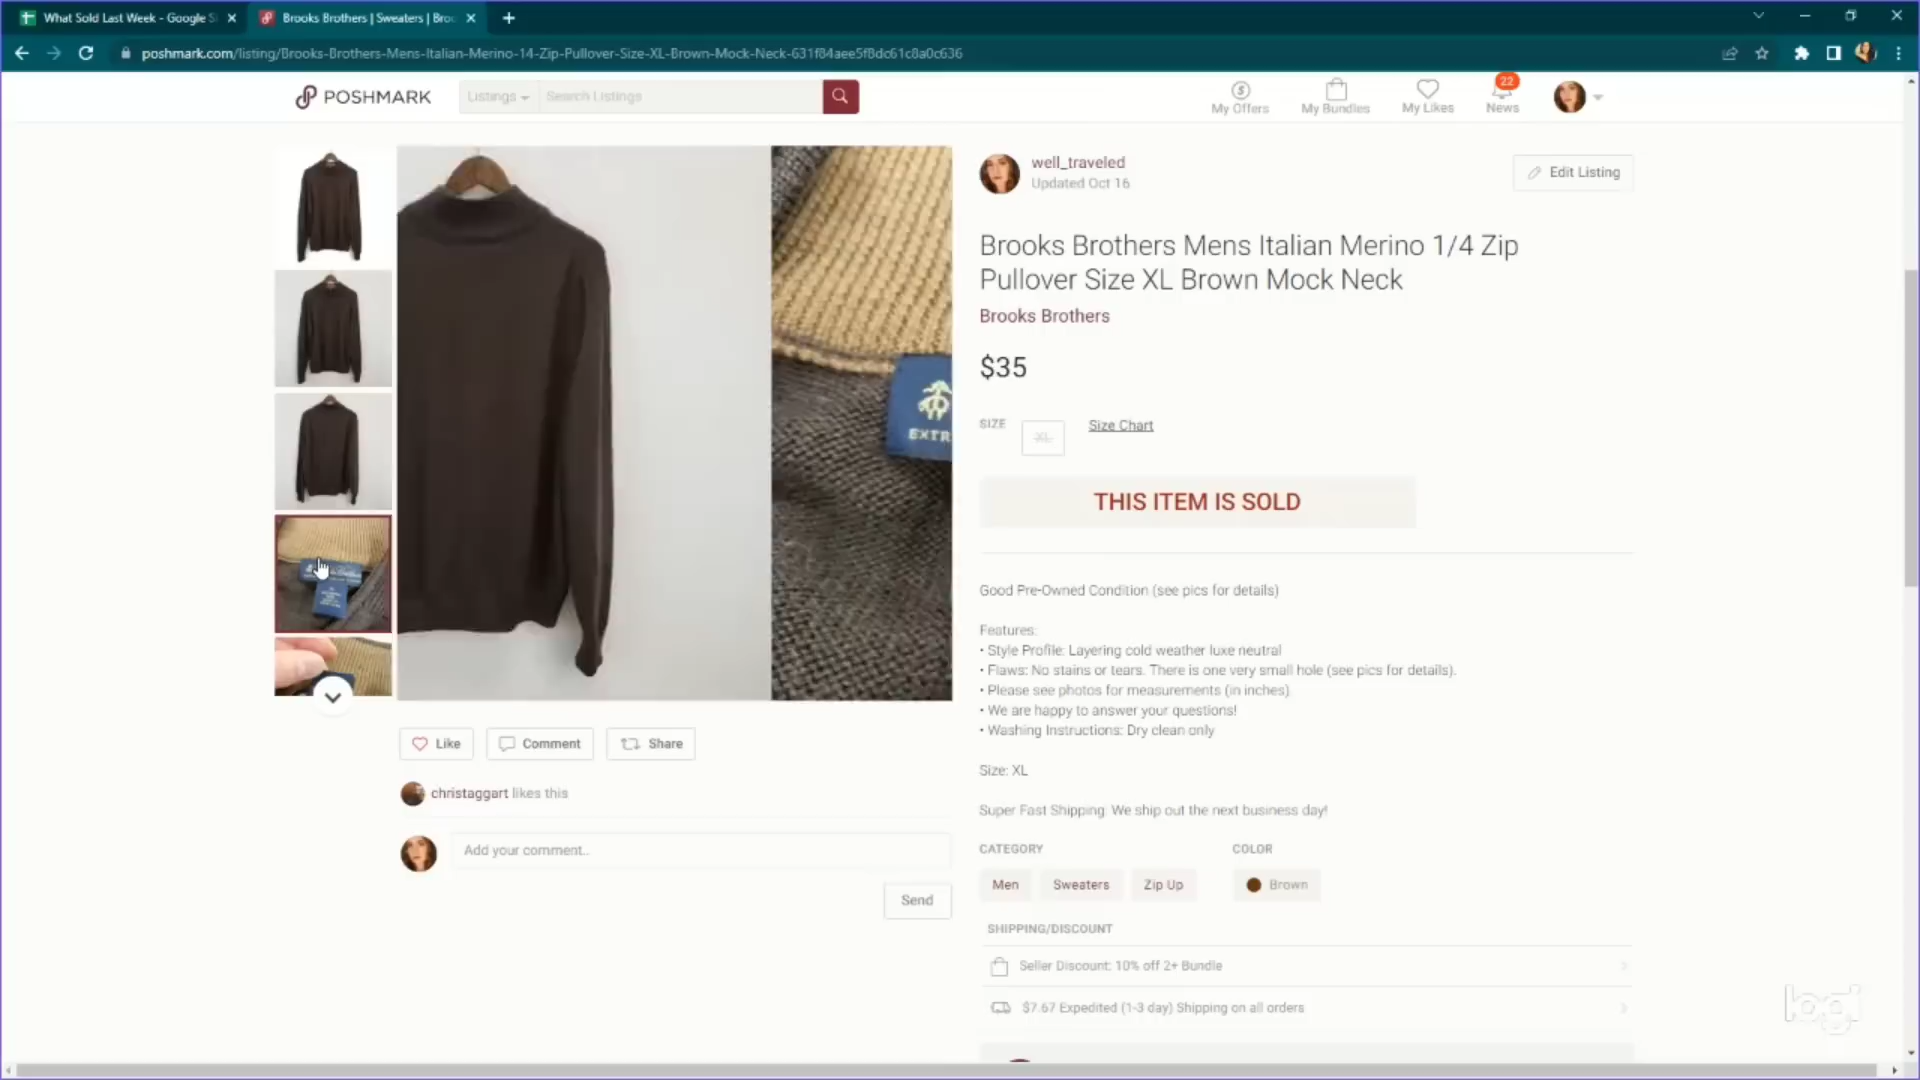 What Sold Last Week - Google S
Brooks Brothers | Sweaters | Broo
poshmark.com/listing/Brooks-Brothers-Mens-Italian-Merino-14-Zip-Pullover-Size-XL-Brown-Mock-Neck-631f84aee5f8dc61c8a0c636
POSHMARK
Listings
Search Listings
My Offers
My Bundles
My Likes
22
News
well_traveled
Updated Oct 16
Edit Listing
Brooks Brothers Mens Italian Merino 1/4 Zip
Pullover Size XL Brown Mock Neck
Brooks Brothers
$35
SIZE
XL
Size Chart
EXTR
THIS ITEM IS SOLD
Good Pre-Owned Condition (see pics for details)
Features:
• Style Profile: Layering cold weather luxe neutral
• Flaws: No stains or tears. There is one very small hole (see pics for details).
• Please see photos for measurements (in inches)
• We are happy to answer your questions!
• Washing Instructions: Dry clean only
Size: XL
Super Fast Shipping: We ship out the next business day!
Like
Comment
Share
christaggart likes this
Add your comment..
Send
CATEGORY
COLOR
Men
Sweaters
Zip Up
Brown
SHIPPING/DISCOUNT
Seller Discount: 10% off 2+ Bundle
$7.67 Expedited (1-3 day) Shipping on all orders
logi